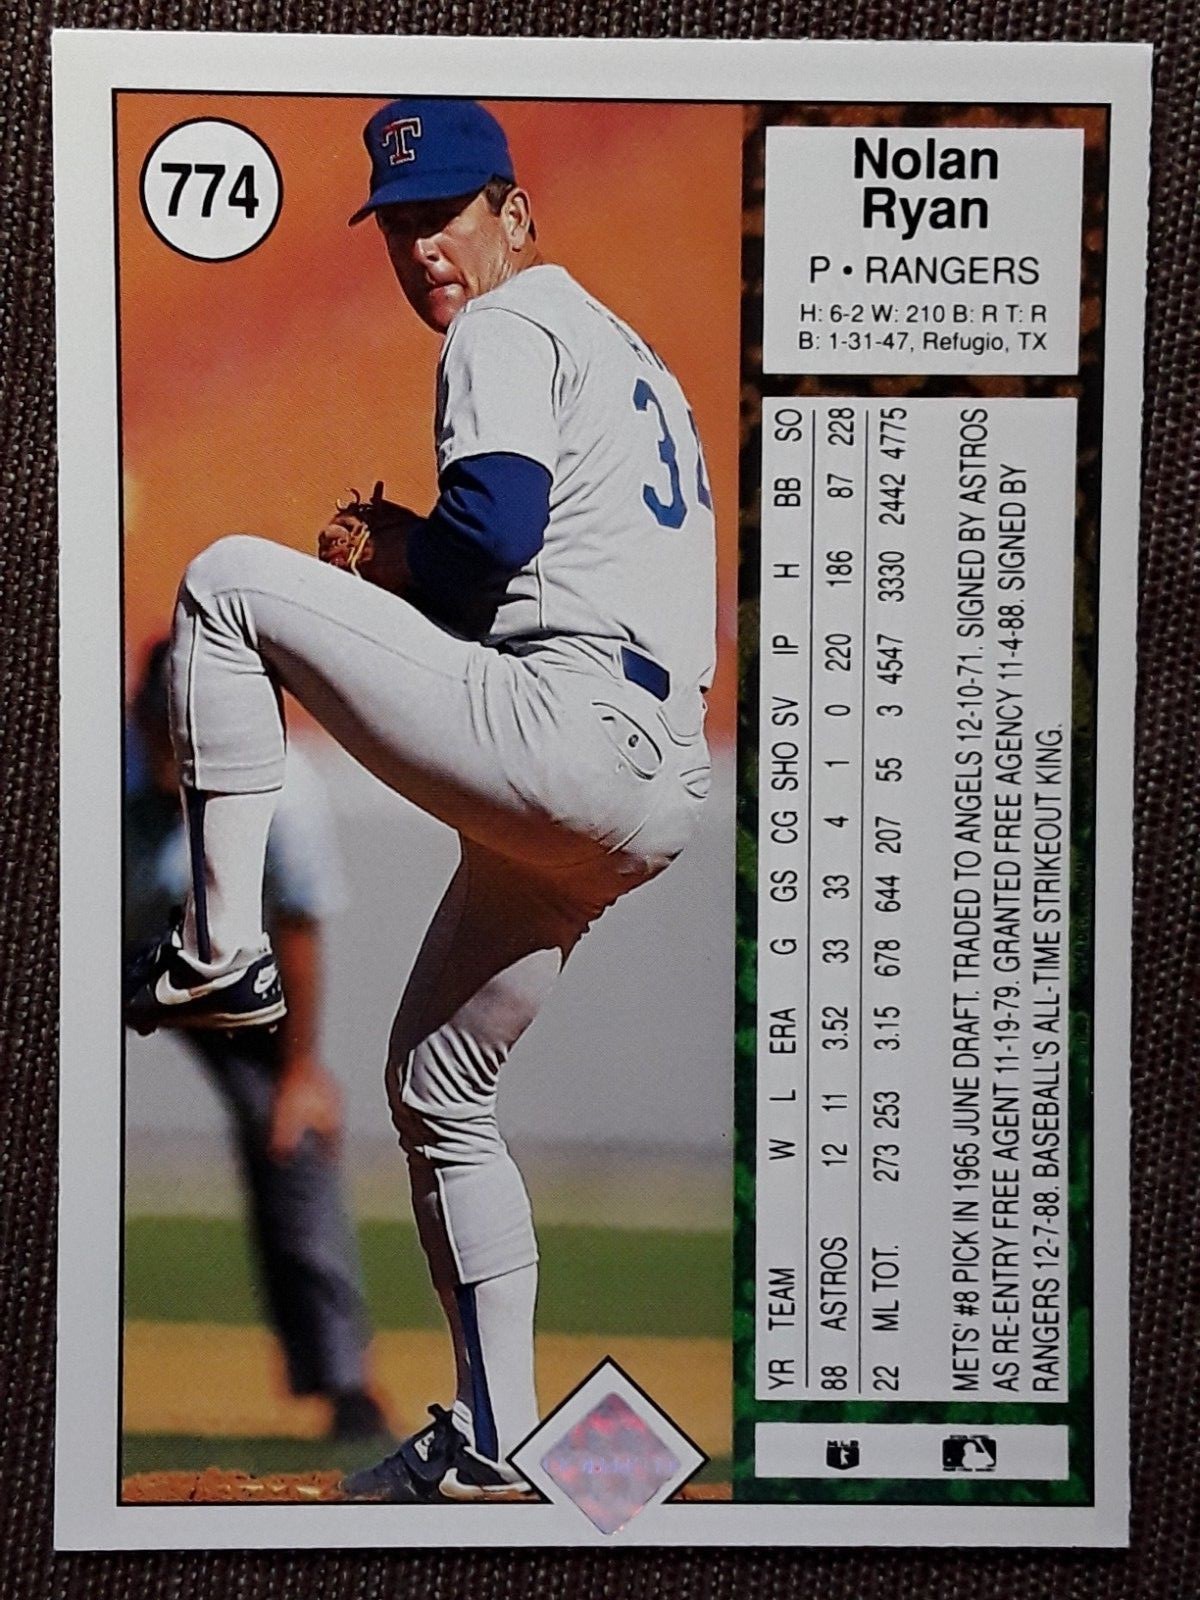 774
T
34
Nolan
Ryan
P • RANGERS
H: 6-2 W: 210 B: R T: R
B: 1-31-47, Refugio, TX
YR TEAM W L ERA G GS CG SHO SV IP H BB SO
88 ASTROS 12 11 3.52 33 33 4 1 0 220 186 87 228
22 ML TOT. 273 253 3.15 678 644 207 55 3 4547 3330 2442 4775
METS' #8 PICK IN 1965 JUNE DRAFT. TRADED TO ANGELS 12-10-71. SIGNED BY ASTROS
AS RE-ENTRY FREE AGENT 11-19-79. GRANTED FREE AGENCY 11-4-88. SIGNED BY
RANGERS 12-7-88. BASEBALL'S ALL-TIME STRIKEOUT KING.